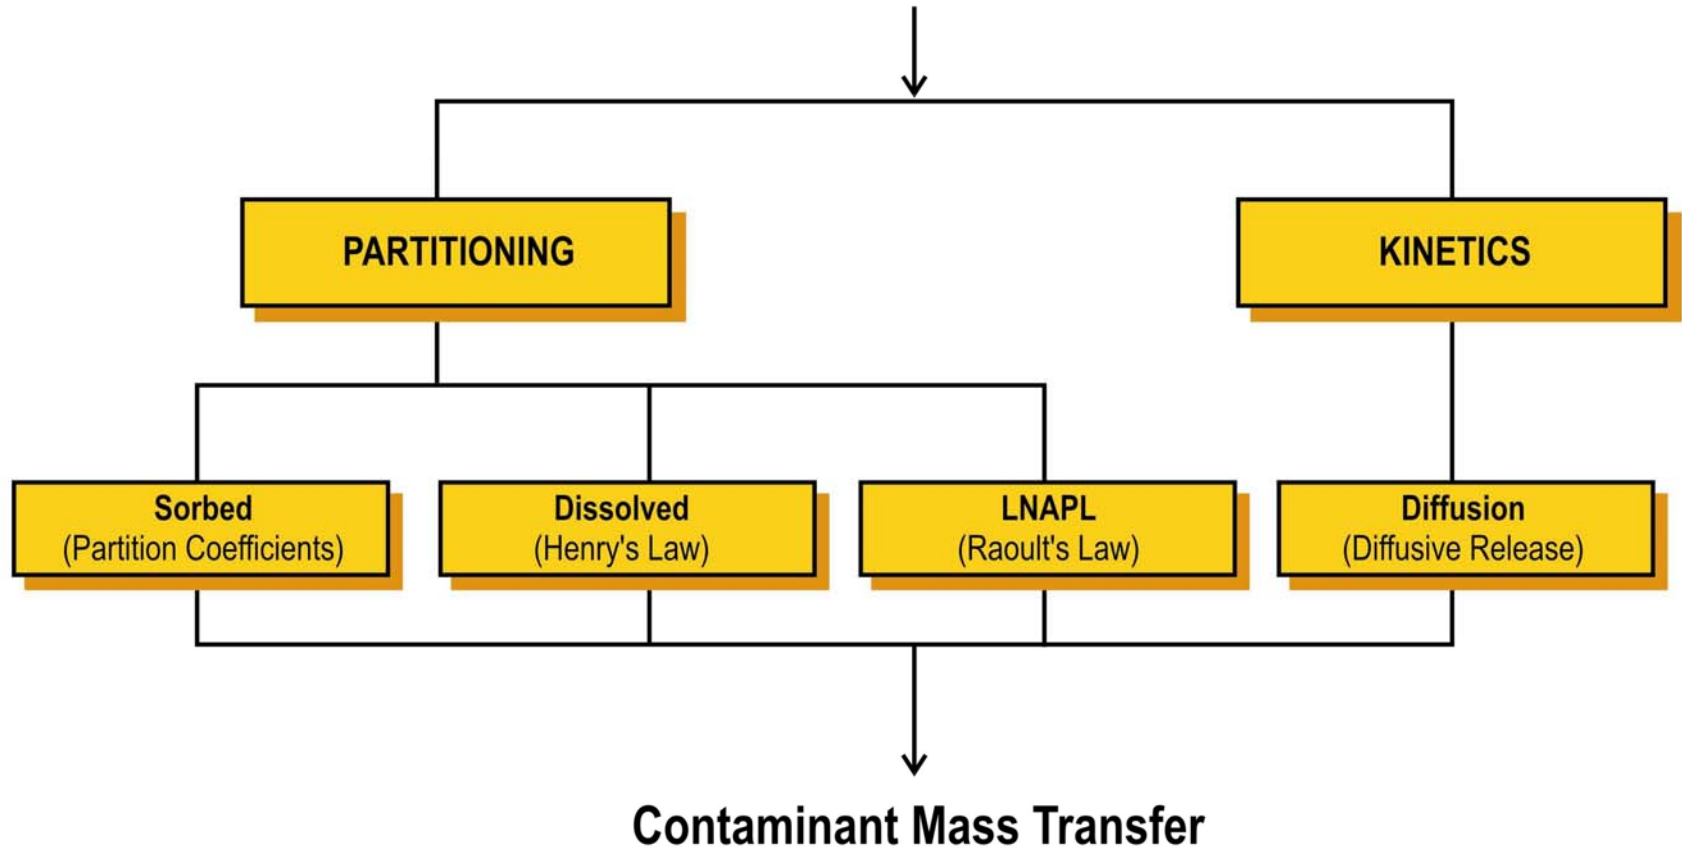 PARTITIONING
KINETICS
Sorbed
(Partition Coefficients)
Dissolved
(Henry's Law)
LNAPL
(Raoult's Law)
Diffusion
(Diffusive Release)
Contaminant Mass Transfer